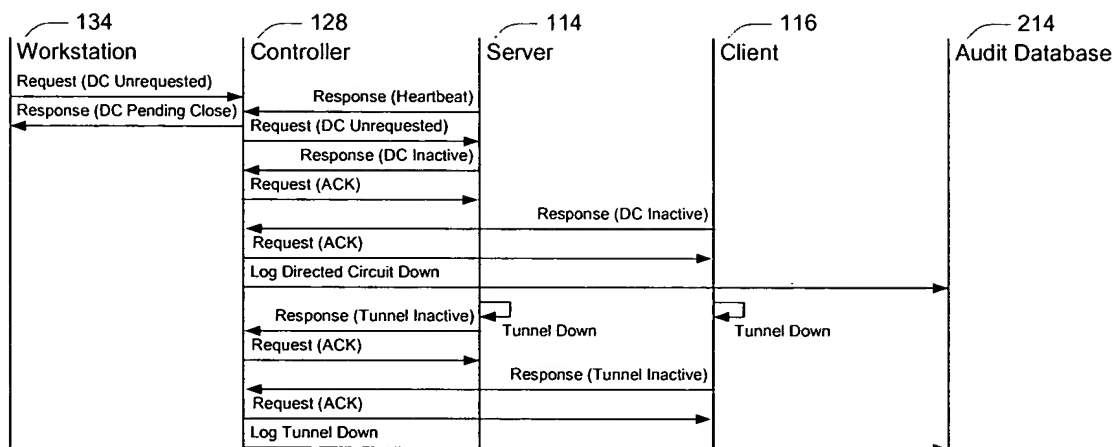 134
128
114
116
214
Workstation
Controller
Server
Client
Audit Database
Request (DC Unrequested)
Response (Heartbeat)
Response (DC Pending Close)
Request (DC Unrequested)
Response (DC Inactive)
Request (ACK)
Response (DC Inactive)
Request (ACK)
Log Directed Circuit Down
Response (Tunnel Inactive)
Tunnel Down
Tunnel Down
Request (ACK)
Response (Tunnel Inactive)
Request (ACK)
Log Tunnel Down